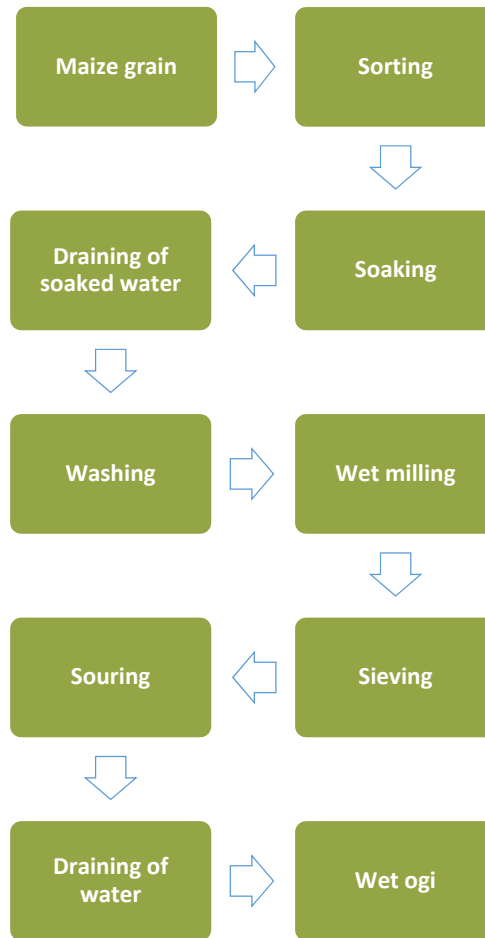 Maize grain
Sorting
Soaking
Draining of
soaked water
Washing
Wet milling
Sieving
Souring
Draining of
water
Wet ogi